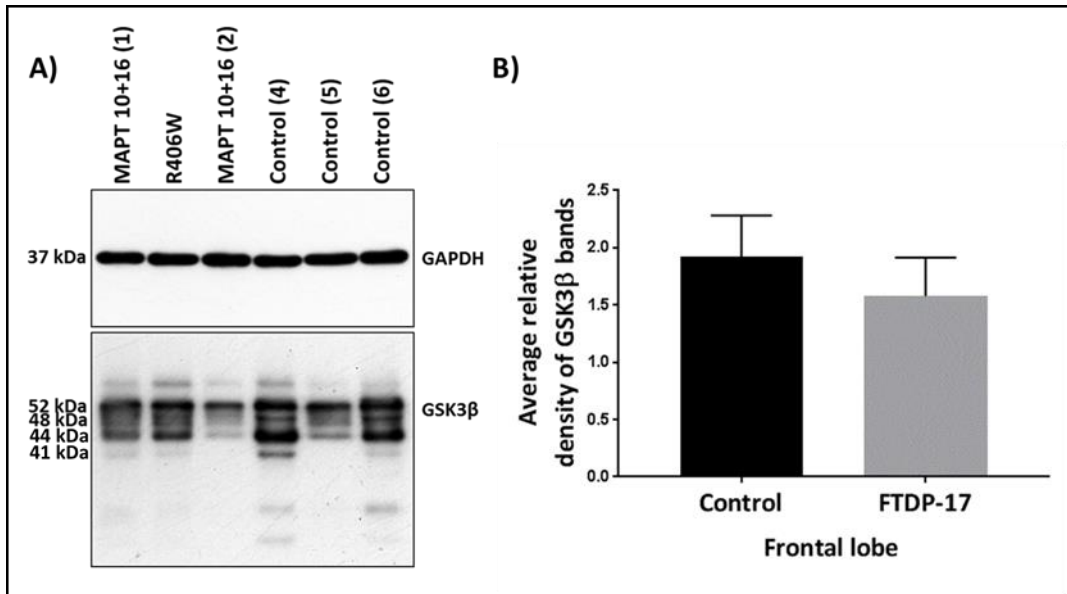 A)
MAPT 10+16 (1)
R406W
MAPT 10+16 (2)
Control (4)
Control (5)
Control (6)
37 kDa
GAPDH
52 kDa
48 kDa
44 kDa
41 kDa
GSK3β
B)
Average relative
density of GSK3β bands
2.5
2.0
1.5
1.0
0.5
0.0
Control
FTDP-17
Frontal lobe